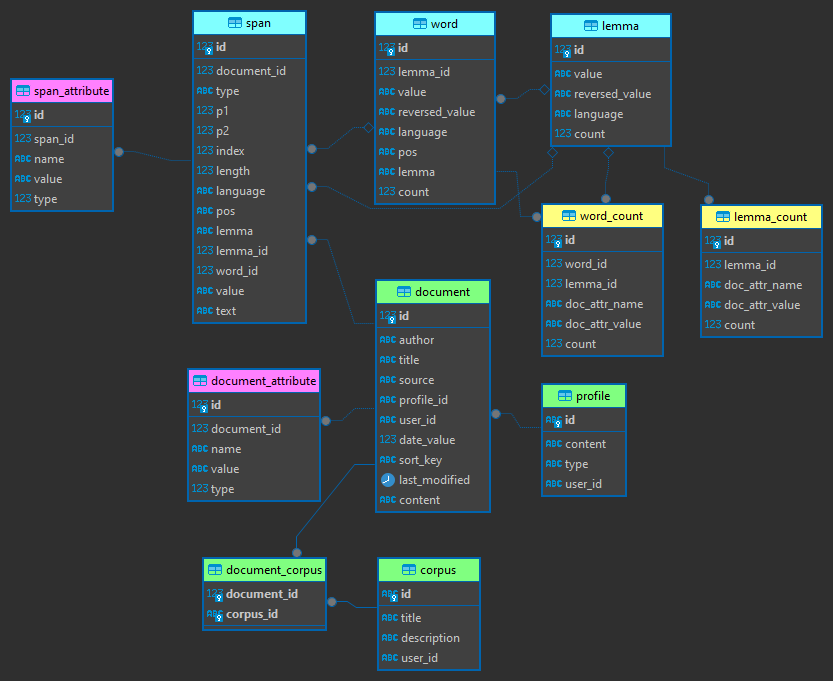 span
123 id
123 document_id
ABC type
123 p1
123 p2
123 index
123 length
ABC language
ABC pos
ABC lemma
123 lemma_id
123 word_id
ABC value
ABC text
word
123 id
123 lemma_id
ABC value
ABC reversed_value
ABC language
ABC pos
ABC lemma
123 count
lemma
123 id
ABC value
ABC reversed_value
ABC language
123 count
span_attribute
123 id
123 span_id
ABC name
ABC value
123 type
word_count
123 id
123 word_id
123 lemma_id
ABC doc_attr_name
ABC doc_attr_value
123 count
lemma_count
123 id
123 lemma_id
ABC doc_attr_name
ABC doc_attr_value
123 count
document
123 id
ABC author
ABC title
ABC source
ABC profile_id
ABC user_id
123 date_value
ABC sort_key
last_modified
ABC content
document_attribute
123 id
123 document_id
ABC name
ABC value
123 type
profile
ABC id
ABC content
ABC type
ABC user_id
document_corpus
123 document_id
ABC corpus_id
corpus
ABC id
ABC title
ABC description
ABC user_id